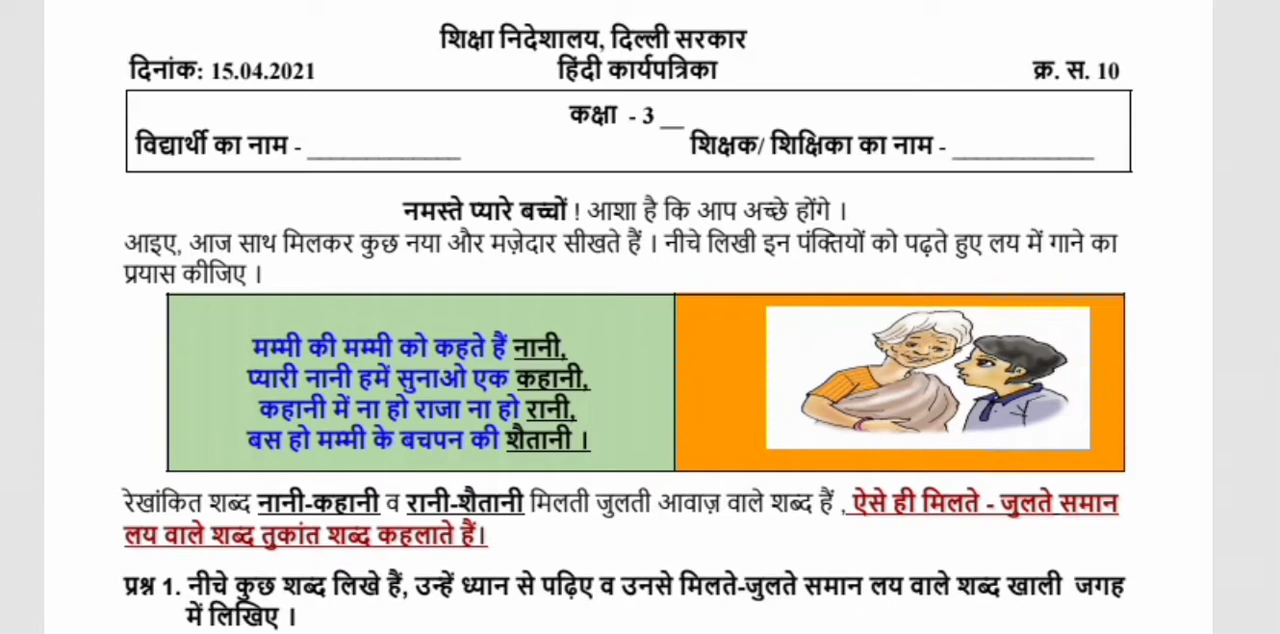 शिक्षा निदेशालय, दिल्ली सरकार
दिनांक: 15.04.2021 हिंदी कार्यपत्रिका क्र. स. 10
कक्षा - 3 __
विद्यार्थी का नाम - ______________ शिक्षक/ शिक्षिका का नाम - _____________
नमस्ते प्यारे बच्चों ! आशा है कि आप अच्छे होंगे ।
आइए, आज साथ मिलकर कुछ नया और मज़ेदार सीखते हैं । नीचे लिखी इन पंक्तियों को पढ़ते हुए लय में गाने का
प्रयास कीजिए ।
मम्मी की मम्मी को कहते हैं नानी,
प्यारी नानी हमें सुनाओ एक कहानी,
कहानी में ना हो राजा ना हो रानी,
बस हो मम्मी के बचपन की शैतानी ।
रेखांकित शब्द नानी-कहानी व रानी-शैतानी मिलती जुलती आवाज़ वाले शब्द हैं , ऐसे ही मिलते - जुलते समान
लय वाले शब्द तुकांत शब्द कहलाते हैं।
प्रश्न 1. नीचे कुछ शब्द लिखे हैं, उन्हें ध्यान से पढ़िए व उनसे मिलते-जुलते समान लय वाले शब्द खाली जगह
में लिखिए ।